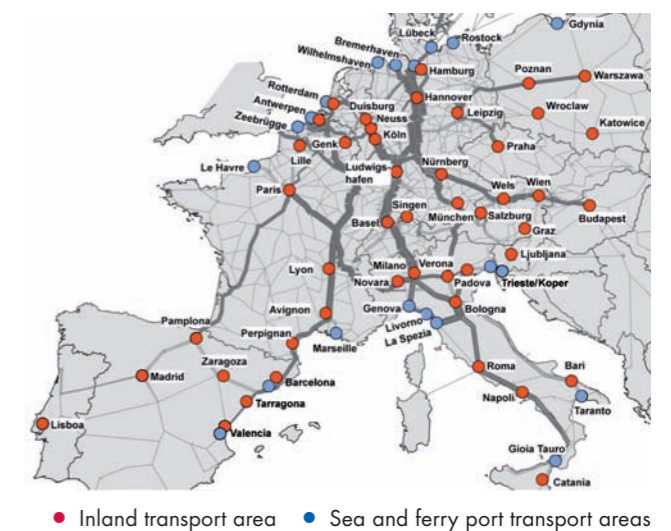 Gdynia
Lübeck
Rostock
Bremerhaven
Wilhelmshaven
Hamburg
Poznan
Warszawa
Rotterdam
Hannover
Antwerpen
Duisburg
Leipzig
Wroclaw
Zeebrügge
Neuss
Katowice
Köln
Genk
Praha
Lille
Le Havre
Ludwigs-
hafen
Nürnberg
Paris
Wels
Wien
Singen
Basel
München
Salzburg
Budapest
Graz
Ljubljana
Lyon
Milano
Verona
Novara
Padova
Trieste/Koper
Avignon
Genova
Bologna
Pamplona
Livorno
La Spezia
Perpignan
Marseille
Zaragoza
Roma
Bari
Madrid
Barcelona
Napoli
Tarragona
Taranto
Lisboa
Valencia
Gioia Tauro
Catania
Inland transport area Sea and ferry port transport areas